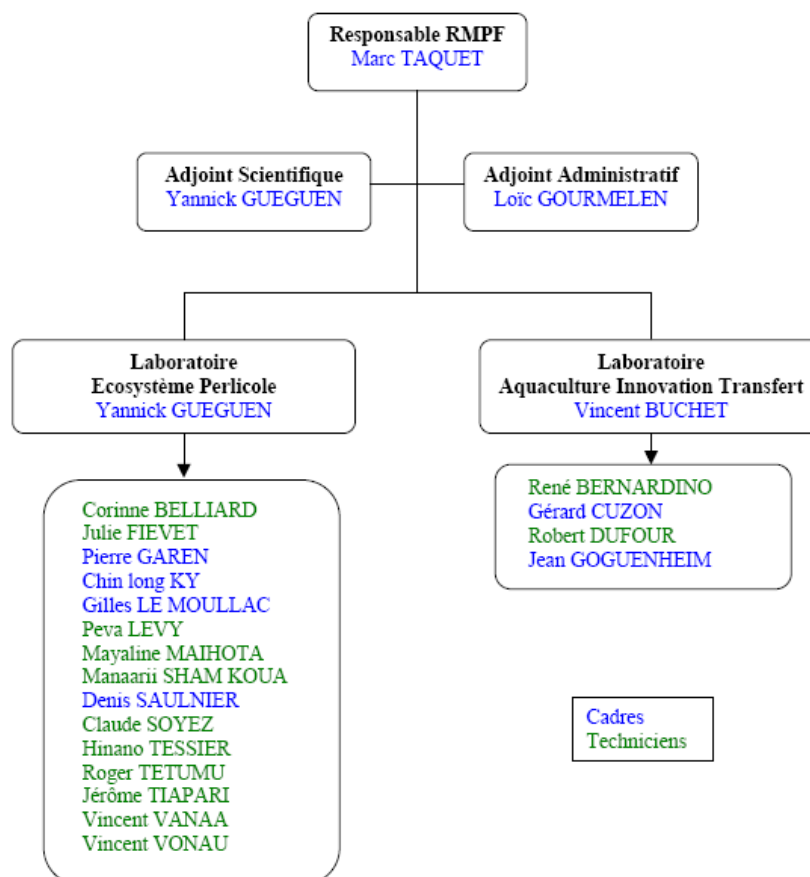 Responsable RMPF
Marc TAQUET
Adjoint Scientifique
Yannick GUEGUEN
Adjoint Administratif
Loïc GOURMELEN
Laboratoire
Ecosystème Perlicole
Yannick GUEGUEN
Laboratoire
Aquaculture Innovation Transfert
Vincent BUCHET
Corinne BELLIARD
Julie FIEVET
Pierre GAREN
Chin long KY
Gilles LE MOULLAC
Peva LEVY
Mayaline MAIHOTA
Manaarii SHAM KOUA
Denis SAULNIER
Claude SOYEZ
Hinano TESSIER
Roger TETUMU
Jérôme TIAPARI
Vincent VANAA
Vincent VONAU
René BERNARDINO
Gérard CUZON
Robert DUFOUR
Jean GOGUENHEIM
Cadres
Techniciens